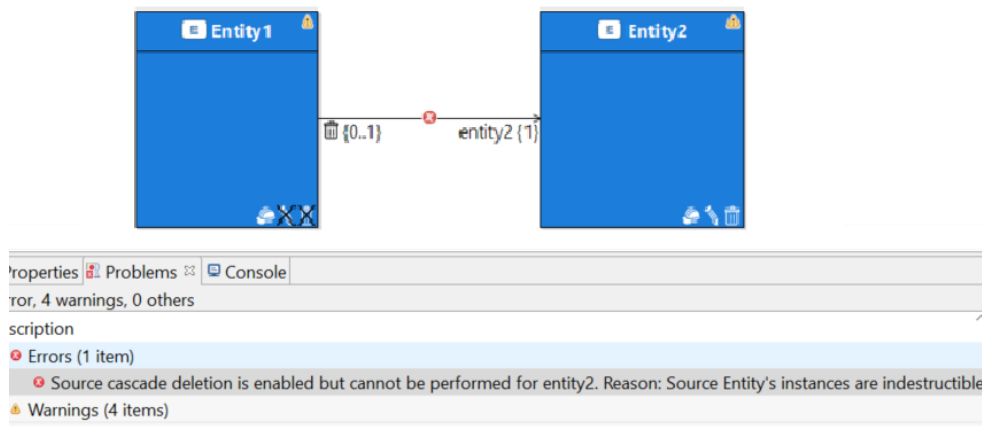 E Entity1
E Entity2
{0..1}
entity2 {1}
Properties Problems Console
ror, 4 warnings, 0 others
scription
Errors (1 item)
Source cascade deletion is enabled but cannot be performed for entity2. Reason: Source Entity's instances are indestructible
Warnings (4 items)